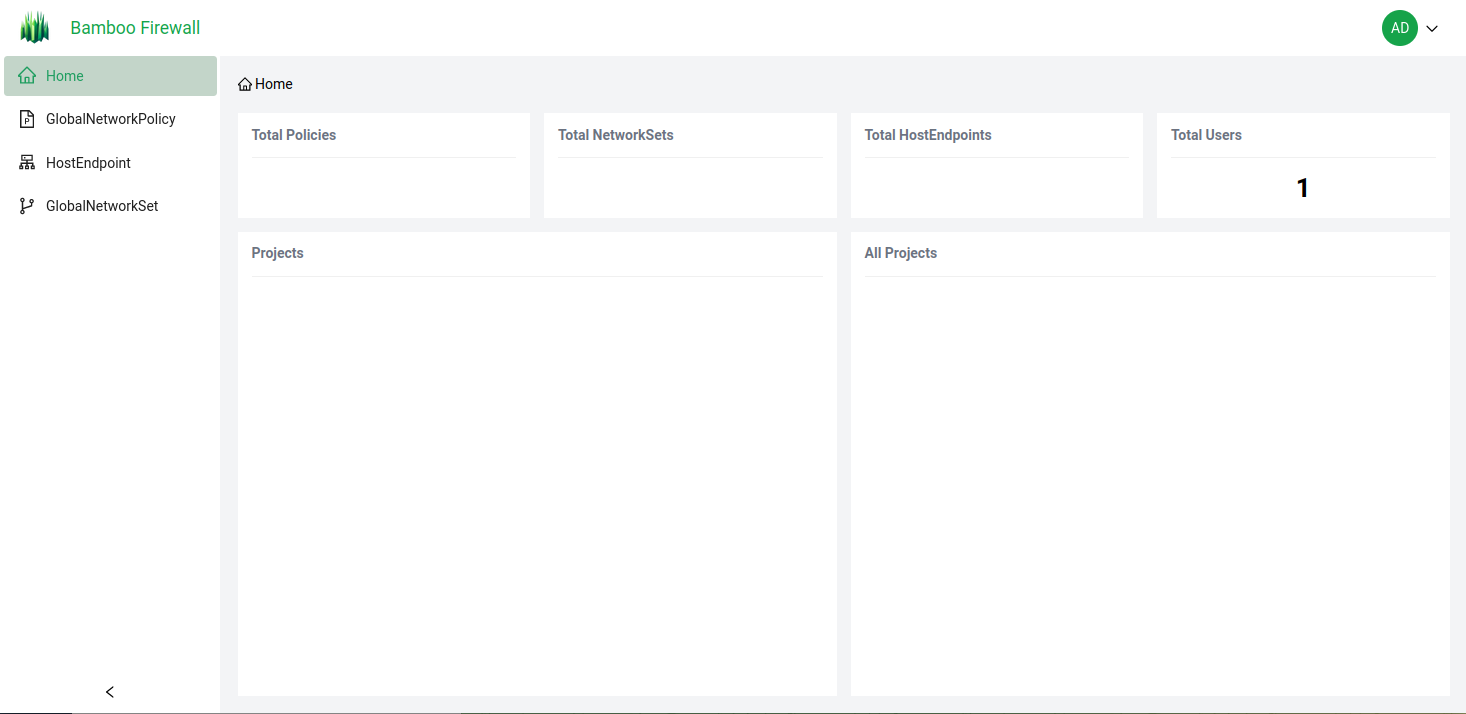 Bamboo Firewall
AD
Home
GlobalNetworkPolicy
HostEndpoint
GlobalNetworkSet
Home
Total Policies
Total NetworkSets
Total HostEndpoints
Total Users
1
Projects
All Projects